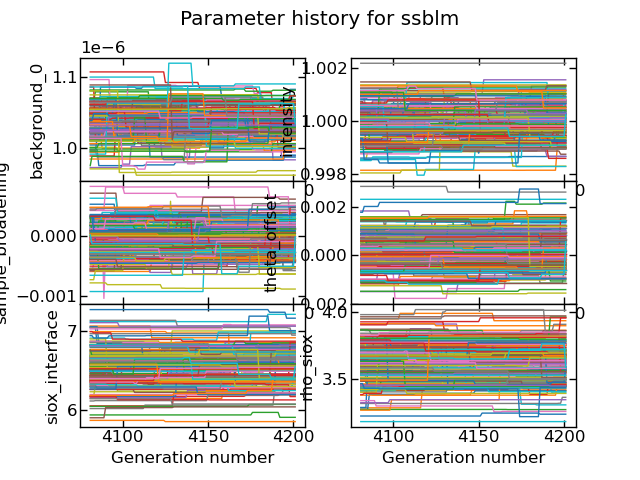 Parameter history for ssblm
1e−6
background_0
1.1
1.0
intensity
1.002
1.000
0.998
sample_broadening
0.000
−0.001
0
theta_offset
0.002
0.000
0.002
0
siox_interface
7
6
0
rho_siox
4.0
3.5
0
4100 4150 4200
4100 4150 4200
Generation number
Generation number